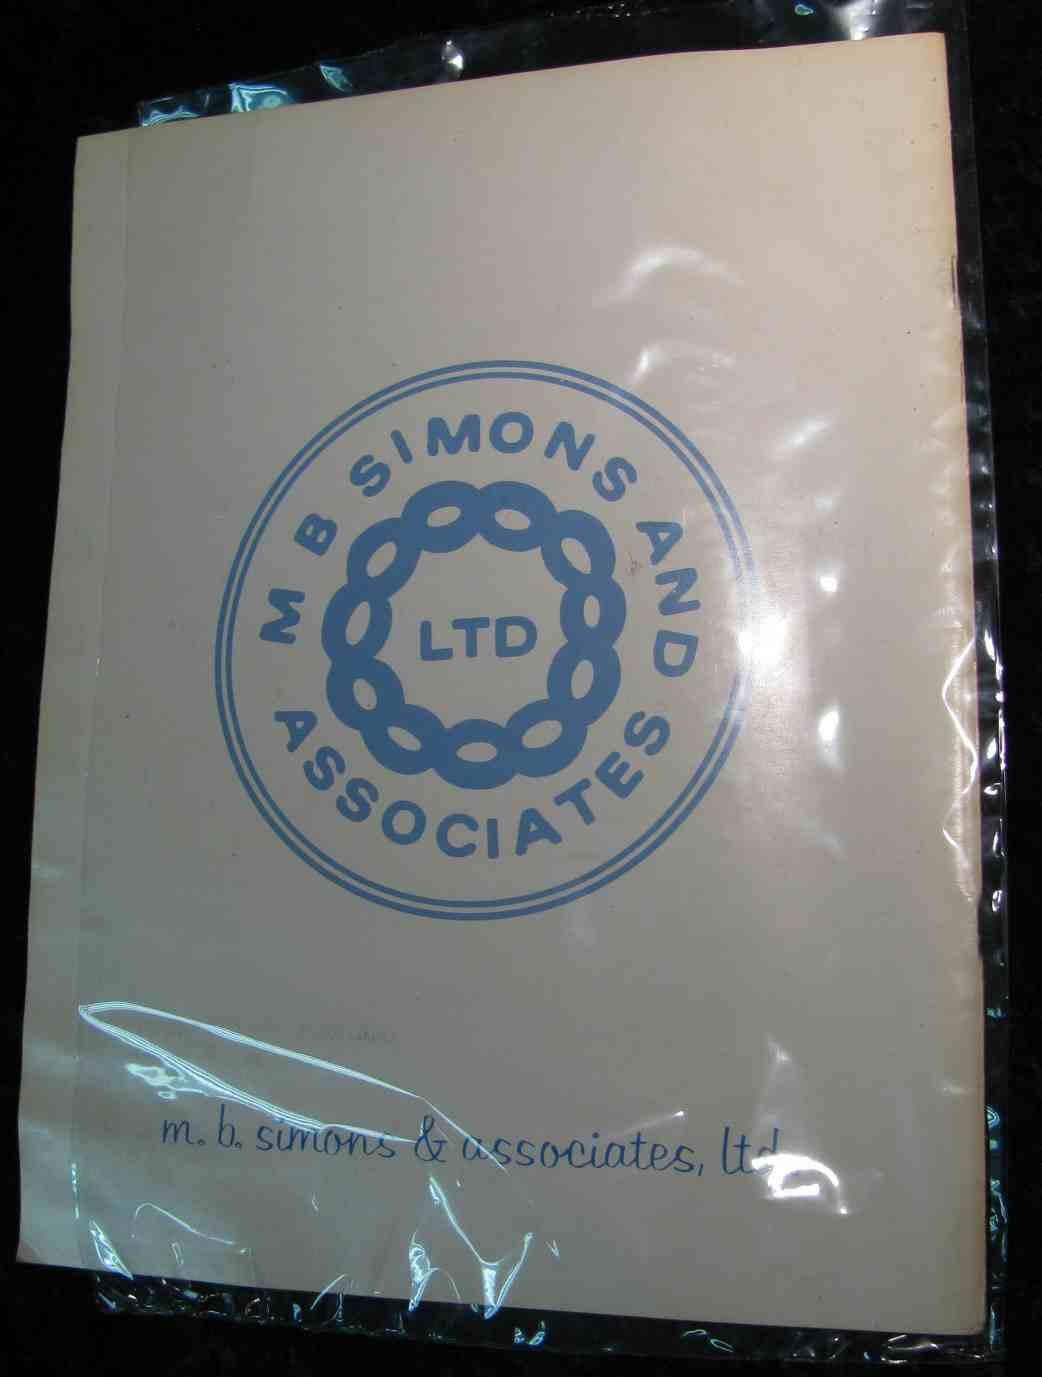 M B SIMONS AND
ASSOCIATES
LTD
m. b. simons & associates, ltd.